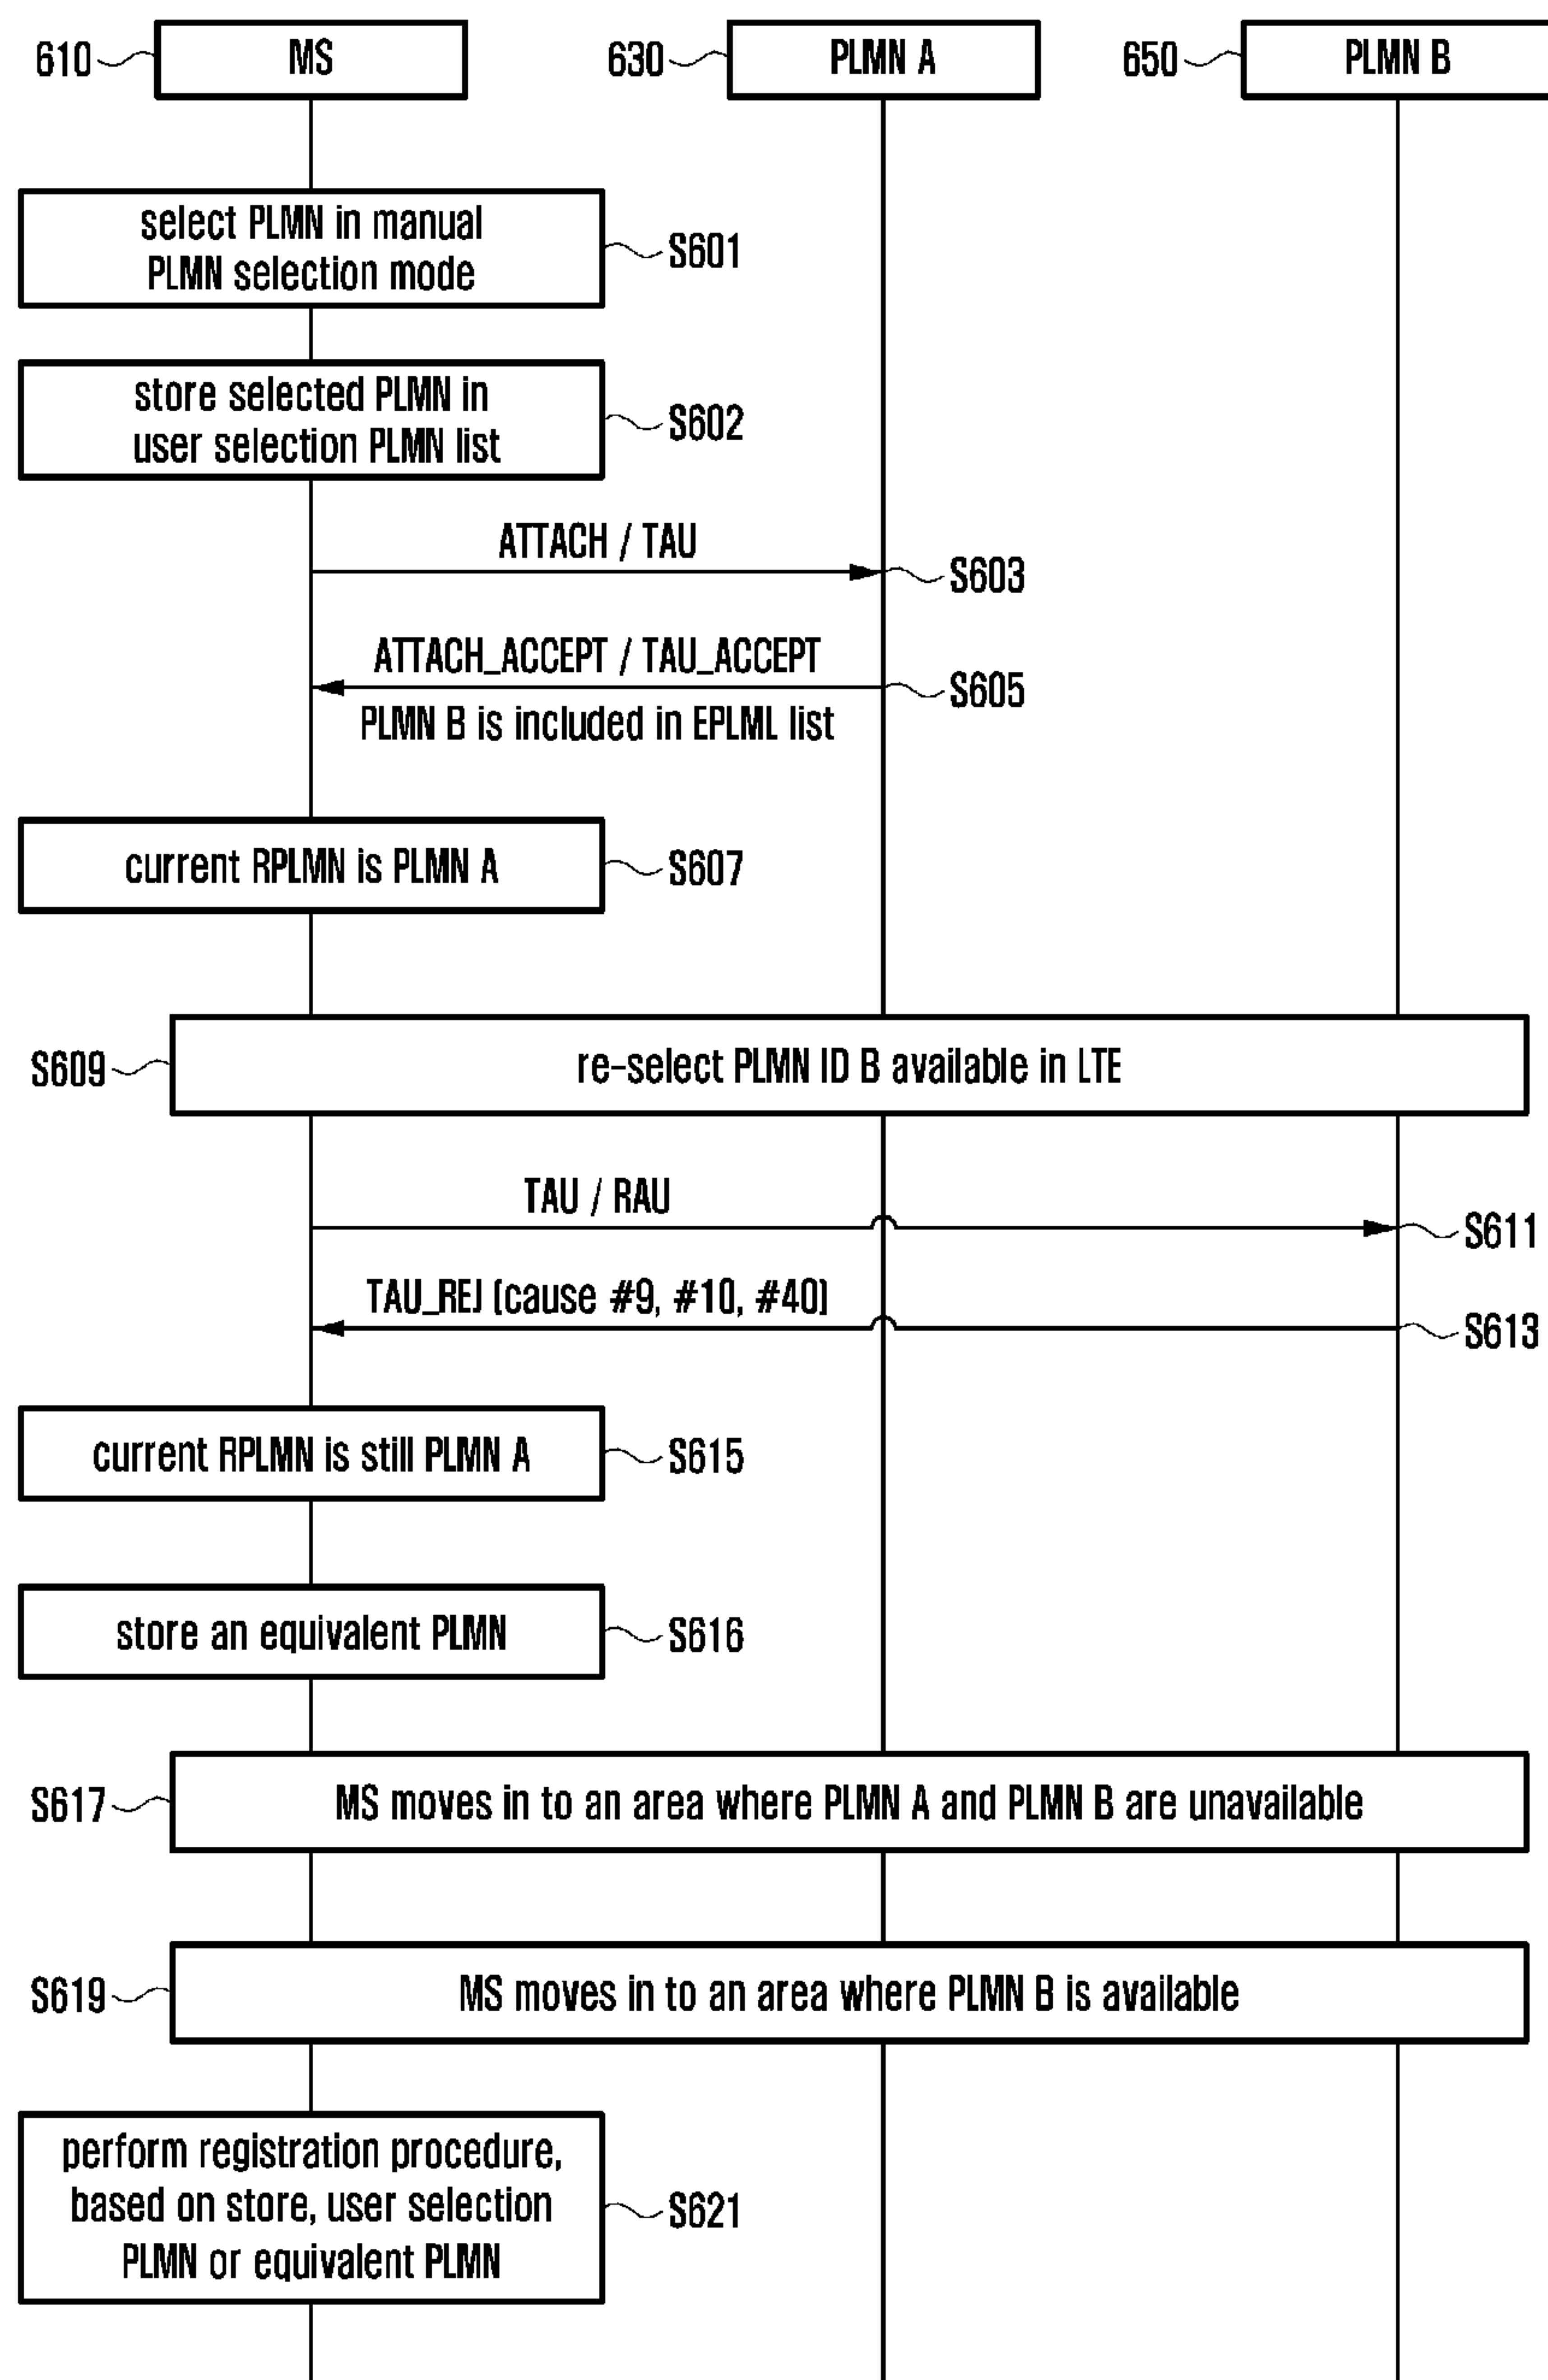 610
MS
630
PLMN A
650
PLMN B
select PLMN in manual
PLMN selection mode
S601
store selected PLMN in
user selection PLMN list
S602
ATTACH / TAU
S603
ATTACH_ACCEPT / TAU_ACCEPT
S605
PLMN B is included in EPLML list
current RPLMN is PLMN A
S607
S609
re-select PLMN ID B available in LTE
TAU / RAU
S611
TAU_REJ (cause #9, #10, #40)
S613
current RPLMN is still PLMN A
S615
store an equivalent PLMN
S616
S617
MS moves in to an area where PLMN A and PLMN B are unavailable
S619
MS moves in to an area where PLMN B is available
perform registration procedure,
based on store, user selection
PLMN or equivalent PLMN
S621